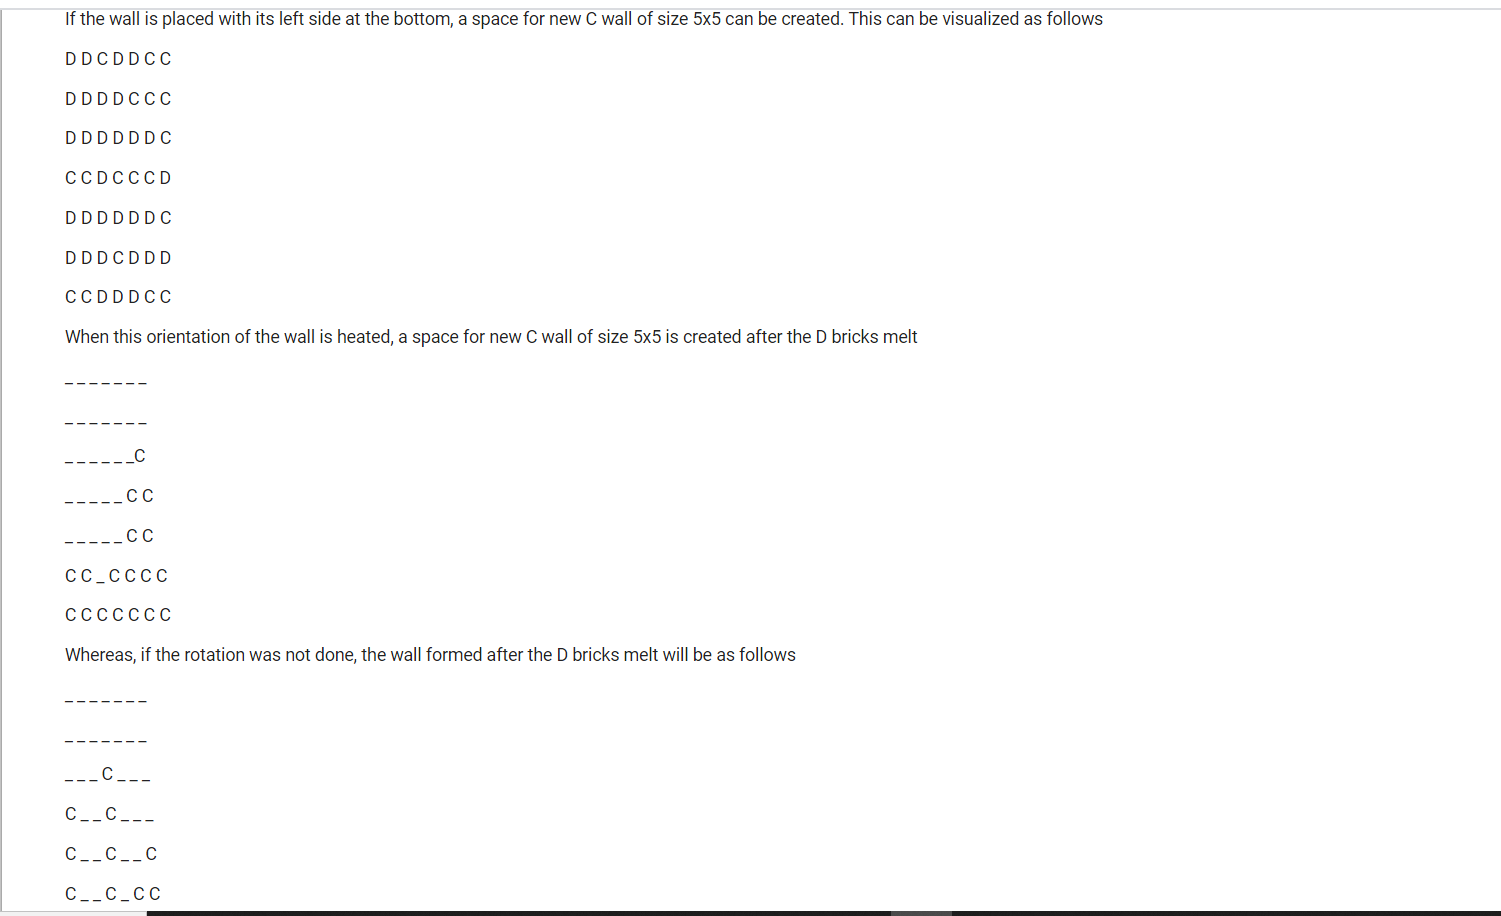 If the wall is placed with its left side at the bottom, a space for new C wall of size 5x5 can be created. This can be visualized as follows
D D C D D C C
D D D D C C C
D D D D D D C
C C D C C C D
D D D D D D C
D D D C D D D
C C D D D C C
When this orientation of the wall is heated, a space for new C wall of size 5x5 is created after the D bricks melt
_ _ _ _ _ _ _
_ _ _ _ _ _ _
_ _ _ _ _ _ C
_ _ _ _ _ C C
_ _ _ _ _ C C
C C _ C C C C
C C C C C C C
Whereas, if the rotation was not done, the wall formed after the D bricks melt will be as follows
_ _ _ _ _ _ _
_ _ _ _ _ _ _
_ _ _ C _ _ _
C _ _ C _ _ _
C _ _ C _ _ C
C _ _ C _ C C